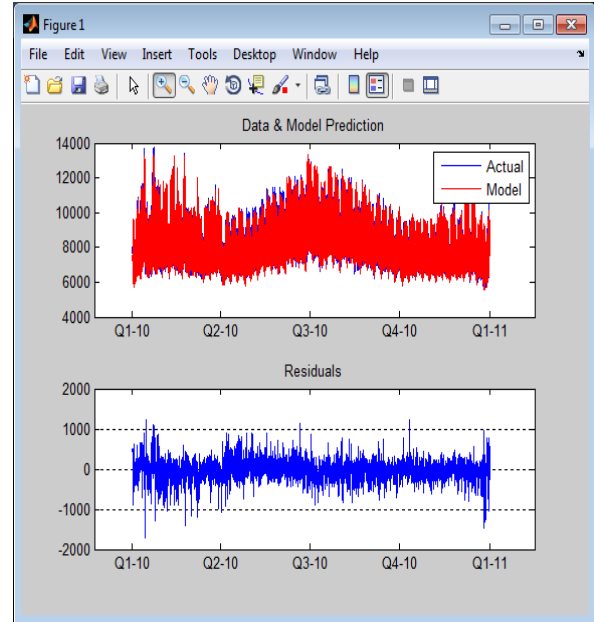 Figure 1
File Edit View Insert Tools Desktop Window Help
Data & Model Prediction
14000
12000
10000
8000
6000
4000
Actual
Model
Q1-10 Q2-10 Q3-10 Q4-10 Q1-11
Residuals
2000
1000
0
-1000
-2000
Q1-10 Q2-10 Q3-10 Q4-10 Q1-11